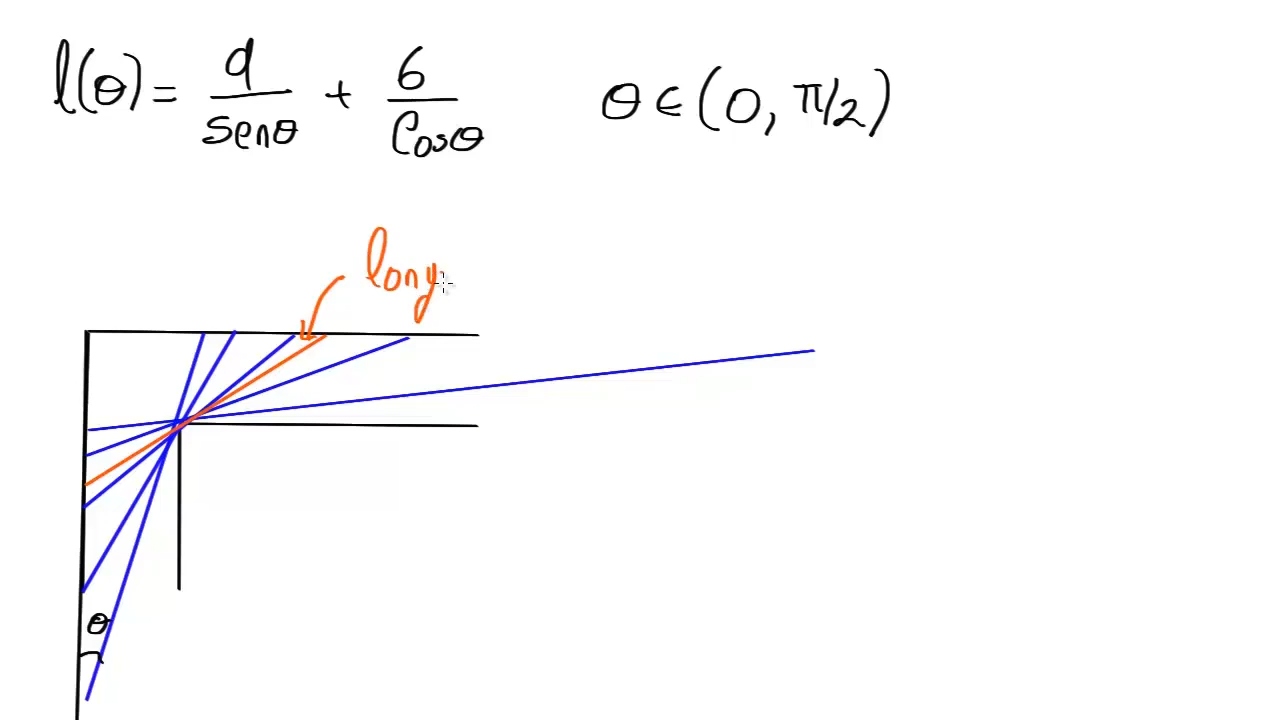 l(θ) = 9/senθ + 6/cosθ θ ∈ (0, π/2)
long
θ